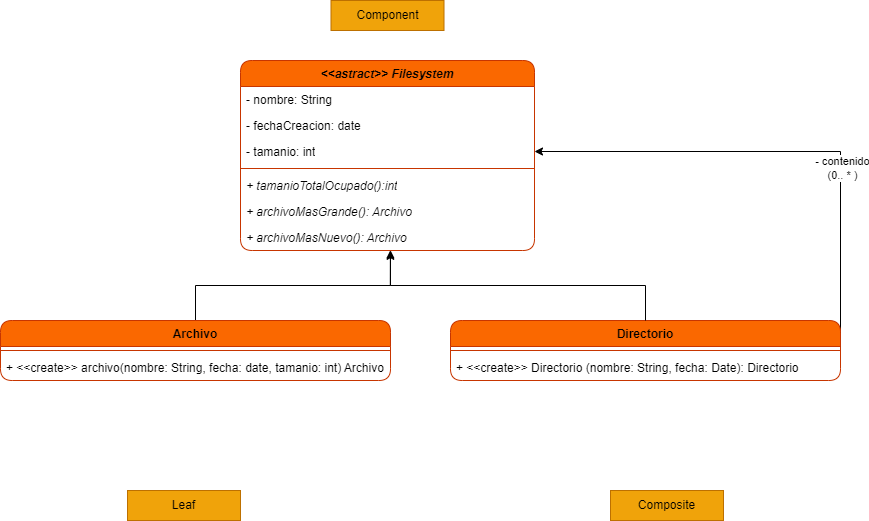 Component
<<astract>> Filesystem
- nombre: String
- fechaCreacion: date
- tamanio: int
+ tamanioTotalOcupado():int
+ archivoMasGrande(): Archivo
+ archivoMasNuevo(): Archivo
- contenido
(0.. * )
Archivo
+ <<create>> archivo(nombre: String, fecha: date, tamanio: int) Archivo
Directorio
+ <<create>> Directorio (nombre: String, fecha: Date): Directorio
Leaf
Composite